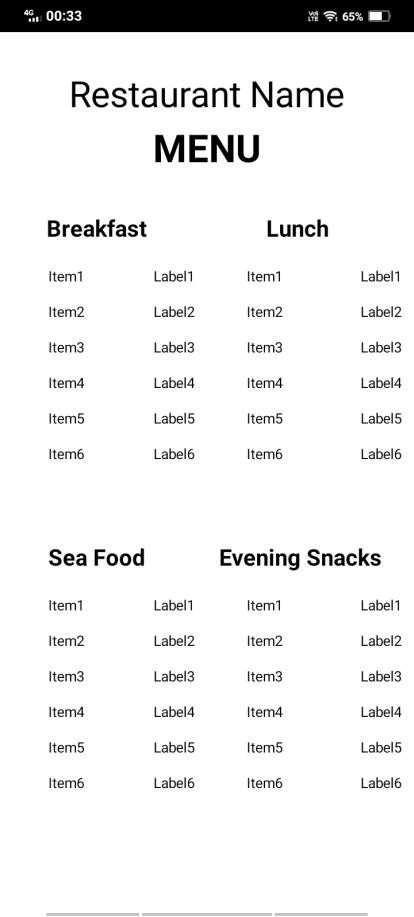 4G 00:33 VoI) LTE 65%
Restaurant Name
MENU
Breakfast Lunch
Item1 Label1 Item1 Label1
Item2 Label2 Item2 Label2
Item3 Label3 Item3 Label3
Item4 Label4 Item4 Label4
Item5 Label5 Item5 Label5
Item6 Label6 Item6 Label6
Sea Food Evening Snacks
Item1 Label1 Item1 Label1
Item2 Label2 Item2 Label2
Item3 Label3 Item3 Label3
Item4 Label4 Item4 Label4
Item5 Label5 Item5 Label5
Item6 Label6 Item6 Label6